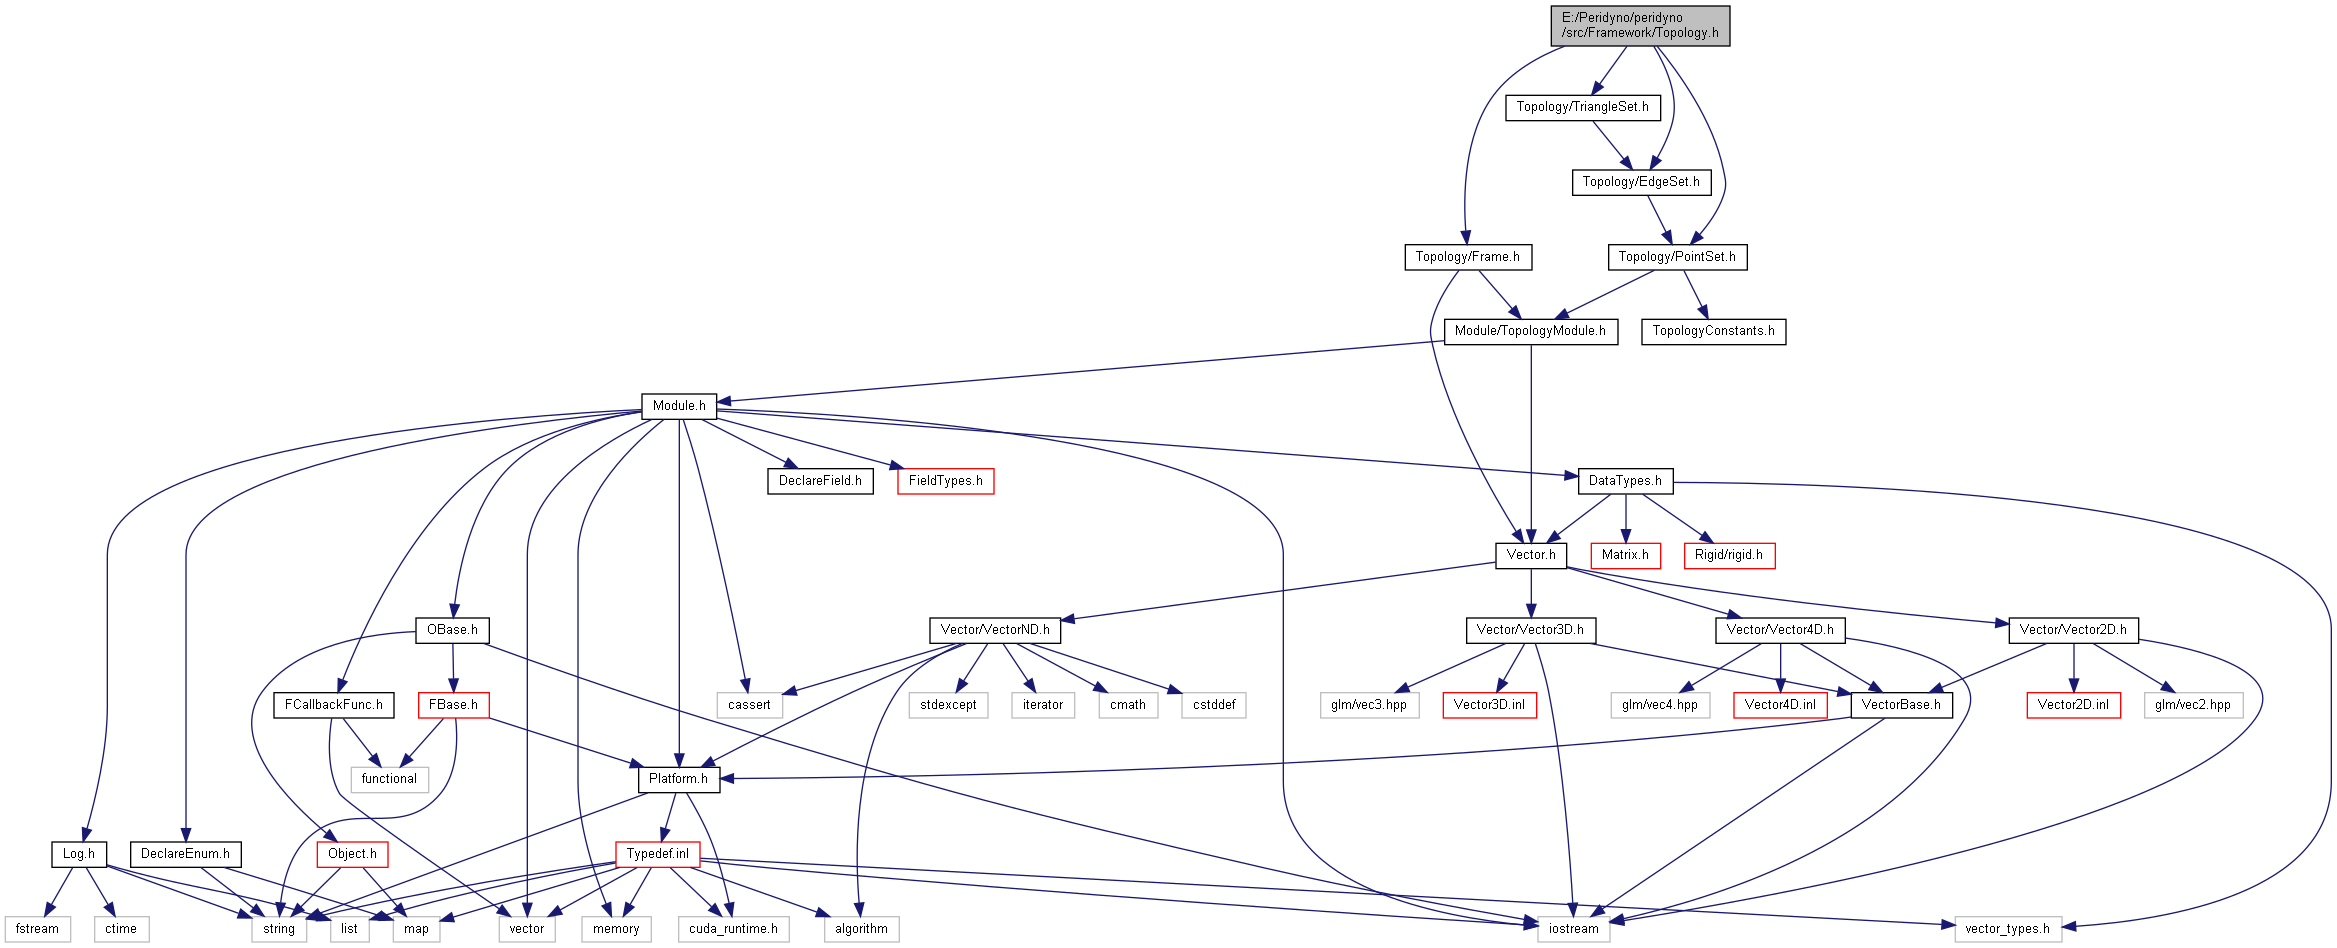 E:/Peridyno/peridyno
/src/Framework/Topology.h
Topology/TriangleSet.h
Topology/EdgeSet.h
Topology/Frame.h
Topology/PointSet.h
Module/TopologyModule.h
TopologyConstants.h
Module.h
DeclareField.h
FieldTypes.h
DataTypes.h
Vector.h
Matrix.h
Rigid/rigid.h
OBase.h
Vector/VectorND.h
Vector/Vector3D.h
Vector/Vector4D.h
Vector/Vector2D.h
FCallbackFunc.h
FBase.h
cassert
stdexcept
iterator
cmath
cstddef
glm/vec3.hpp
Vector3D.inl
glm/vec4.hpp
Vector4D.inl
VectorBase.h
Vector2D.inl
glm/vec2.hpp
functional
Platform.h
Log.h
DeclareEnum.h
Object.h
Typedef.inl
fstream
ctime
string
list
map
vector
memory
cuda_runtime.h
algorithm
iostream
vector_types.h